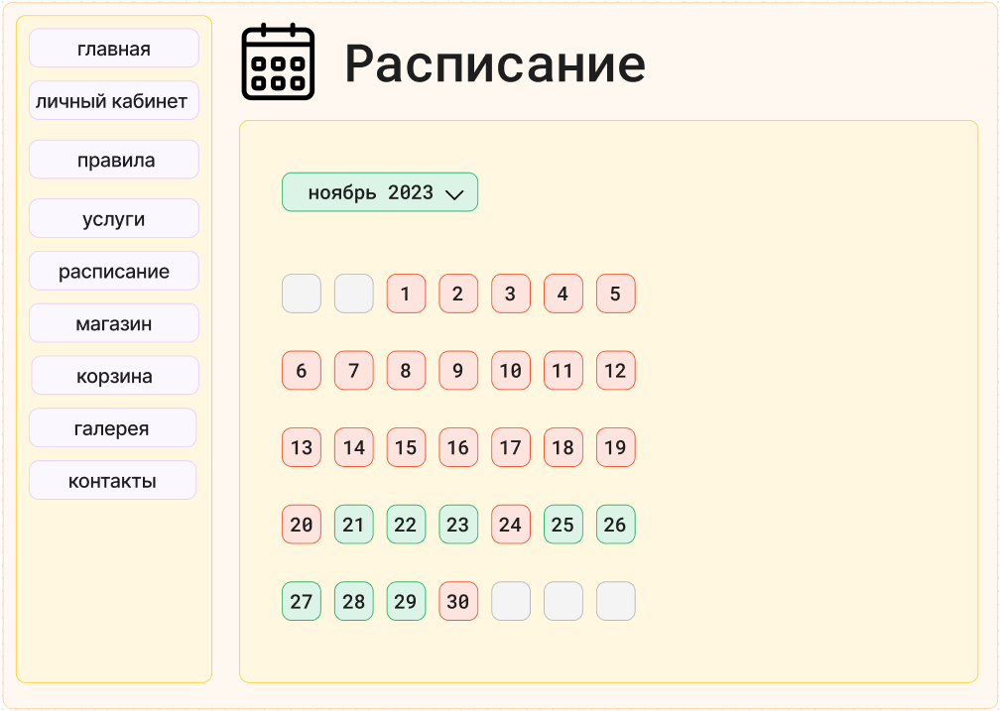 главная
личный кабинет
правила
услуги
расписание
магазин
корзина
галерея
контакты
Расписание
ноябрь 2023
1 2 3 4 5
6 7 8 9 10 11 12
13 14 15 16 17 18 19
20 21 22 23 24 25 26
27 28 29 30